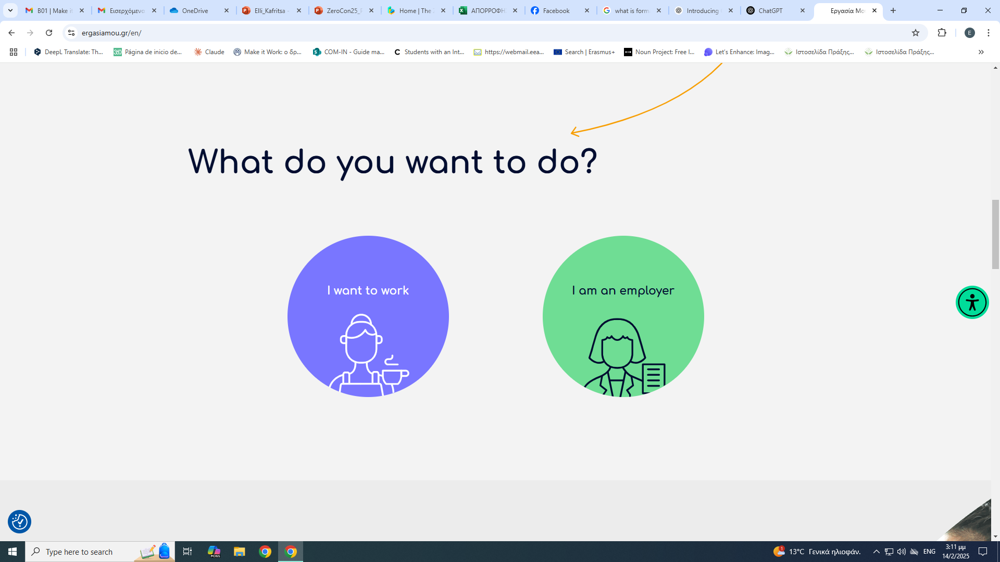 B01 | Make i
Εισερχόμενα
OneDrive
Elli_Kafritsa -
ZeroCon25_
Home | The
ΑΠΟΡΡΟΦΗ
Facebook
what is form
Introducing
ChatGPT
Εργασία Μο
ergasiamou.gr/en/
E
DeepL Translate: Th...
Página de inicio de...
Claude
Make it Work: ο δρ...
COM-IN - Guide ma...
Students with an Int...
https://webmail.eea...
Search | Erasmus+
Noun Project: Free I...
Let's Enhance: Imag...
Ιστοσελίδα Πράξης...
Ιστοσελίδα Πράξης...
What do you want to do?
I want to work
I am an employer
Type here to search
M365
1
13°C Γενικά ηλιοφάν.
ENG
3:11 μμ
14/2/2025